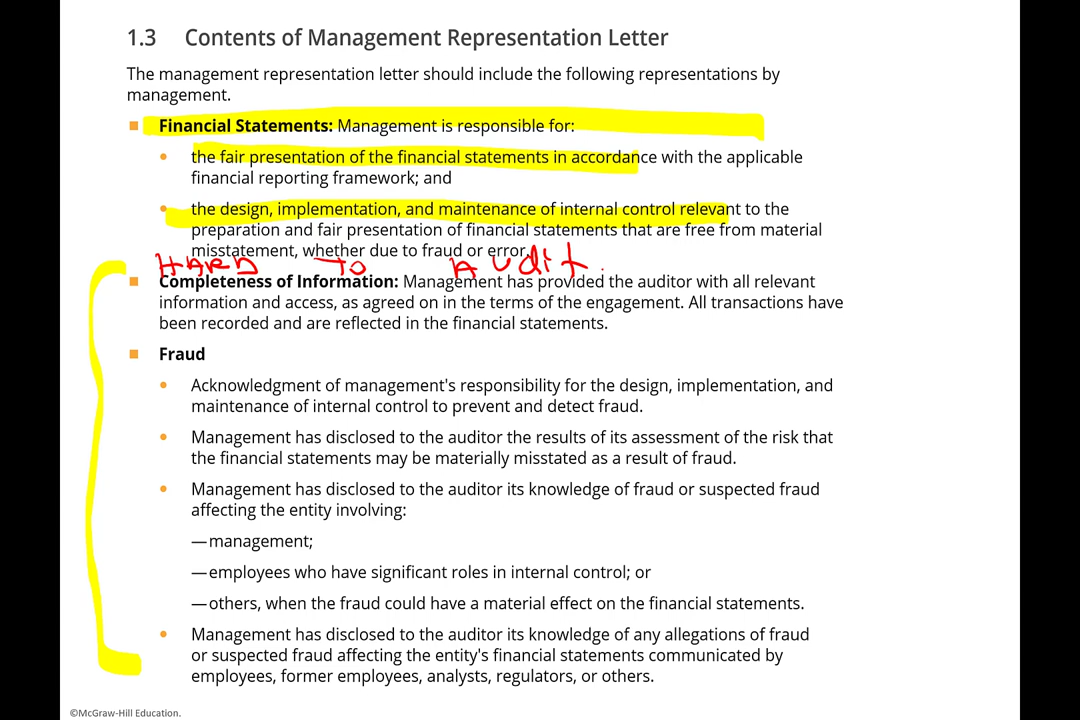 1.3 Contents of Management Representation Letter
The management representation letter should include the following representations by
management.
Financial Statements: Management is responsible for:
the fair presentation of the financial statements in accordance with the applicable
financial reporting framework; and
the design, implementation, and maintenance of internal control relevant to the
preparation and fair presentation of financial statements that are free from material
misstatement, whether due to fraud or error.
HARD TO AUDIT.
Completeness of Information: Management has provided the auditor with all relevant
information and access, as agreed on in the terms of the engagement. All transactions have
been recorded and are reflected in the financial statements.
Fraud
Acknowledgment of management's responsibility for the design, implementation, and
maintenance of internal control to prevent and detect fraud.
Management has disclosed to the auditor the results of its assessment of the risk that
the financial statements may be materially misstated as a result of fraud.
Management has disclosed to the auditor its knowledge of fraud or suspected fraud
affecting the entity involving:
—management;
—employees who have significant roles in internal control; or
—others, when the fraud could have a material effect on the financial statements.
Management has disclosed to the auditor its knowledge of any allegations of fraud
or suspected fraud affecting the entity's financial statements communicated by
employees, former employees, analysts, regulators, or others.
©McGraw-Hill Education.